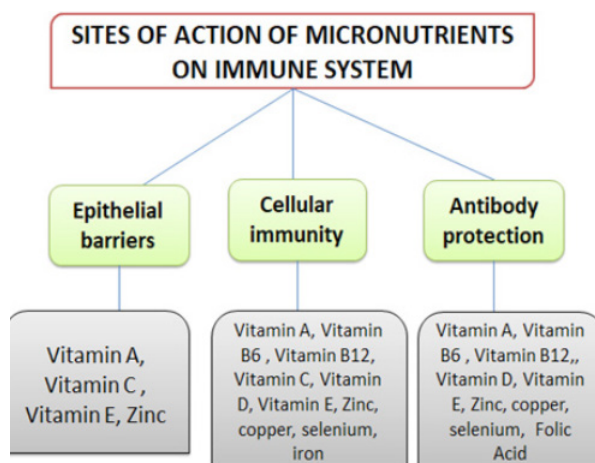 SITES OF ACTION OF MICRONUTRIENTS
ON IMMUNE SYSTEM
Epithelial
barriers
Cellular
immunity
Antibody
protection
Vitamin A,
Vitamin C ,
Vitamin E, Zinc
Vitamin A, Vitamin
B6 , Vitamin B12,
Vitamin C, Vitamin
D, Vitamin E, Zinc,
copper, selenium,
iron
Vitamin A, Vitamin
B6 , Vitamin B12,,
Vitamin D, Vitamin
E, Zinc, copper,
selenium, Folic
Acid